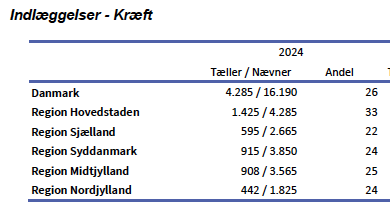 Indlæggelser - Kræft
2024
Tæller / Nævner Andel
Danmark 4.285 / 16.190 26
Region Hovedstaden 1.425 / 4.285 33
Region Sjælland 595 / 2.665 22
Region Syddanmark 915 / 3.850 24
Region Midtjylland 908 / 3.565 25
Region Nordjylland 442 / 1.825 24